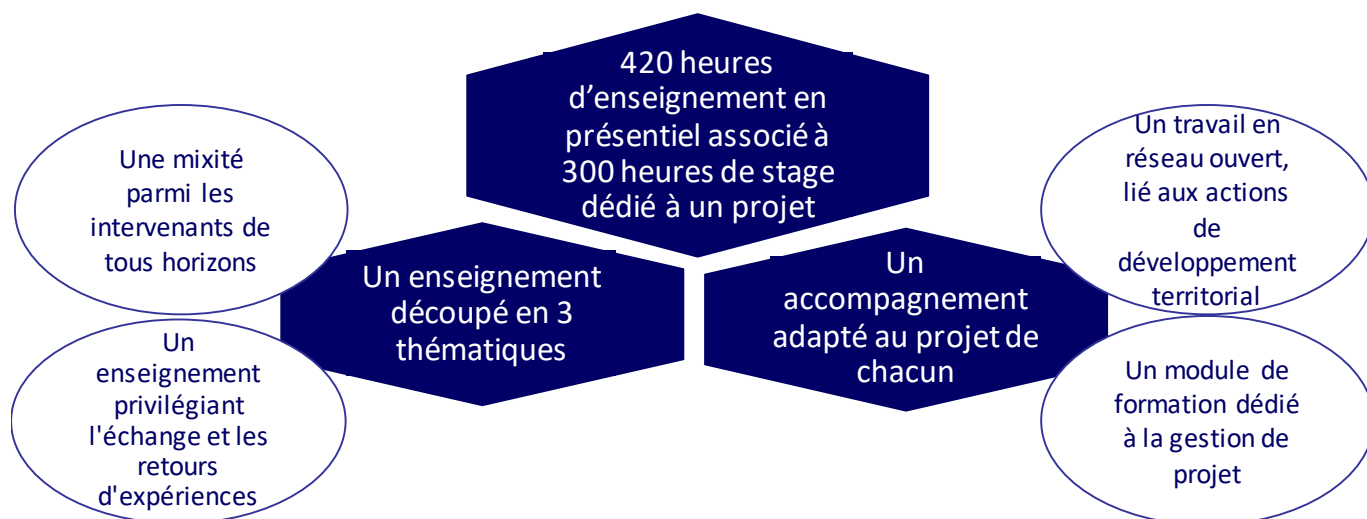 420 heures
d’enseignement en
présentiel associé à
300 heures de stage
dédié à un projet
Une mixité
parmi les
intervenants de
tous horizons
Un travail en
réseau ouvert,
lié aux actions
de
développement
territorial
Un enseignement
découpé en 3
thématiques
Un
accompagnement
adapté au projet de
chacun
Un
enseignement
privilégiant
l'échange et les
retours
d'expériences
Un module de
formation dédié
à la gestion de
projet